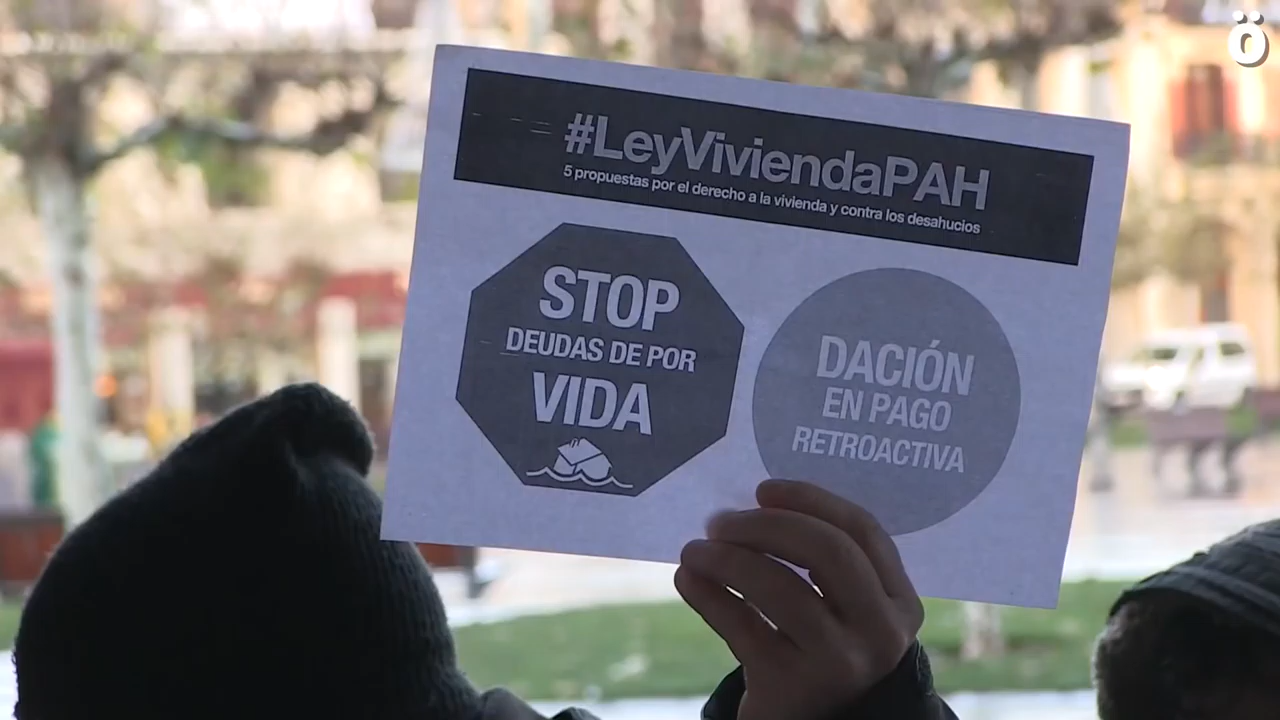 ö
#LeyViviendaPAH
5 propuestas por el derecho a la vivienda y contra los desahucios
STOP
DEUDAS DE POR
VIDA
DACIÓN
EN PAGO
RETROACTIVA